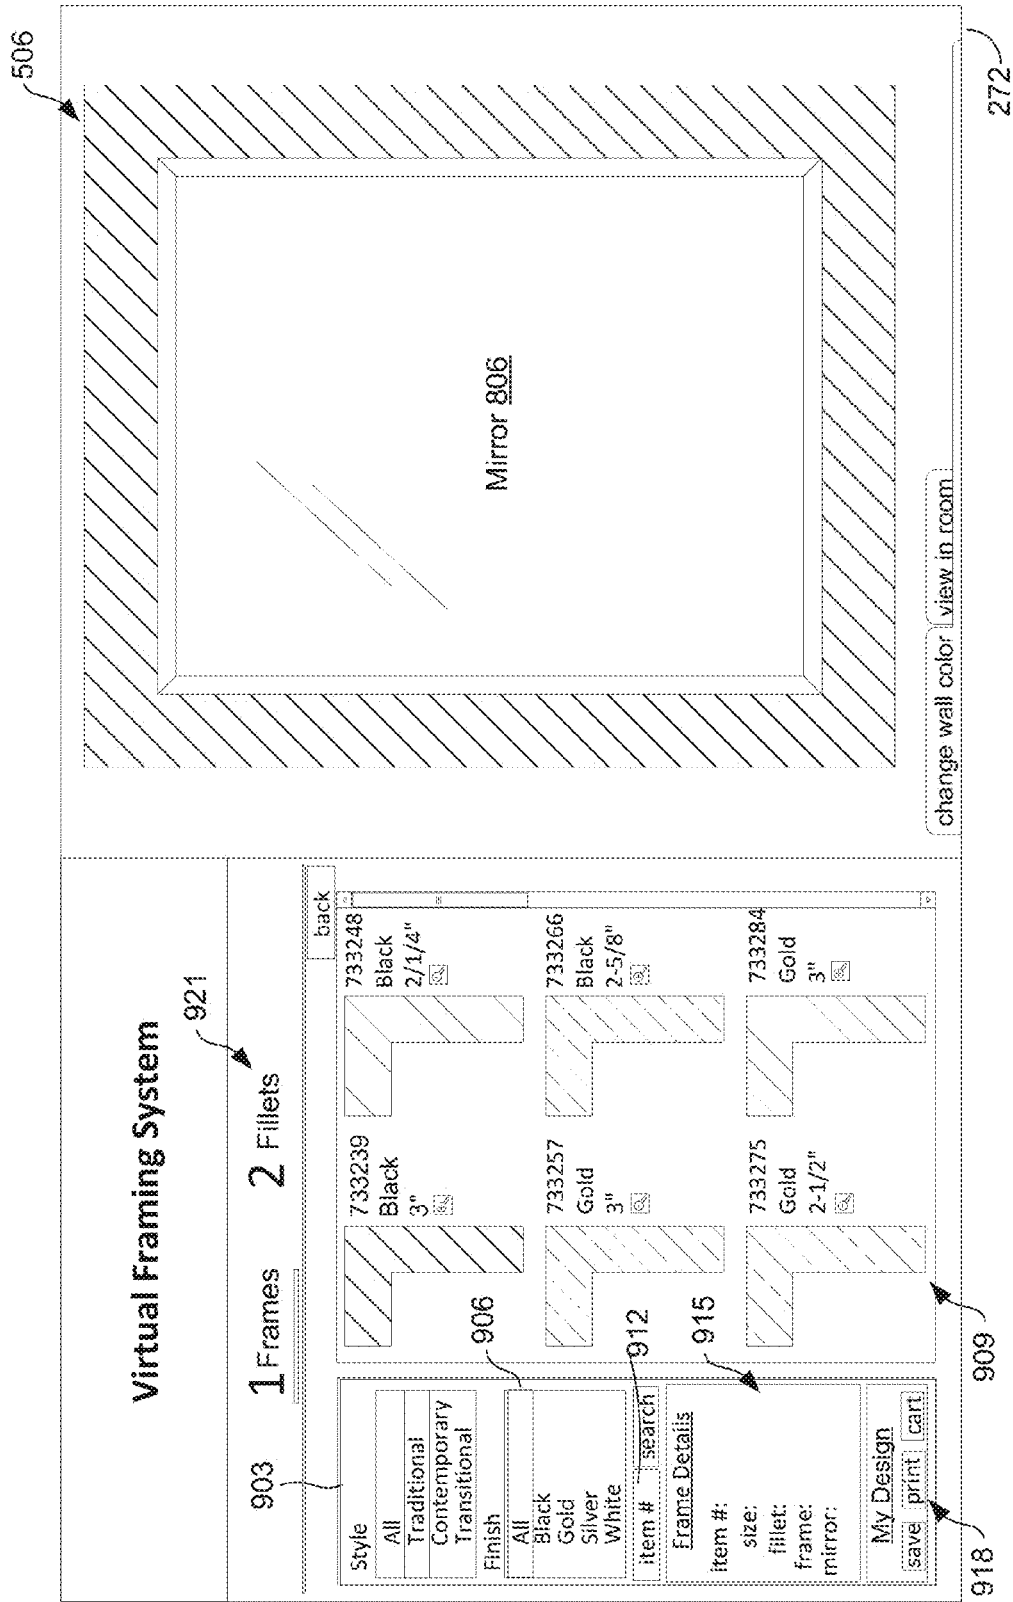 506
Virtual Framing System
1 Frames
2 Fillets
921
903
back
Style
All
Traditional
Contemporary
Transitional
Finish
906
All
Black
Gold
Silver
White
item #
search
912
Frame Details
915
item #:
size:
fillet:
frame:
mirror:
My Design
save
print
cart
918
733239
Black
3"
733248
Black
2/1/4"
733257
Gold
3"
733266
Black
2-5/8"
733275
Gold
2-1/2"
733284
Gold
3"
909
Mirror 806
change wall color
view in room
272